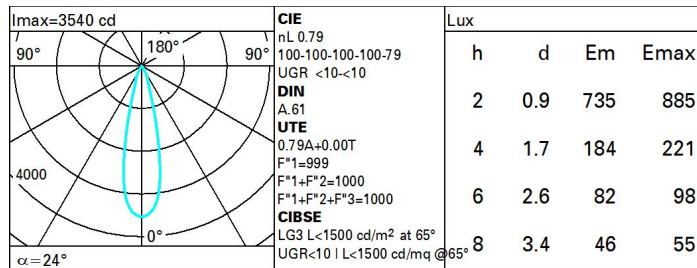 Imax=3540 cd
90°
180°
90°
4000
0°
α=24°
CIE
nL 0.79
100-100-100-100-79
UGR <10-<10
DIN
A.61
UTE
0.79A+0.00T
F"1=999
F"1+F"2=1000
F"1+F"2+F"3=1000
CIBSE
LG3 L<1500 cd/m² at 65°
UGR<10 | L<1500 cd/mq @65°
Lux
h d Em Emax
2 0.9 735 885
4 1.7 184 221
6 2.6 82 98
8 3.4 46 55